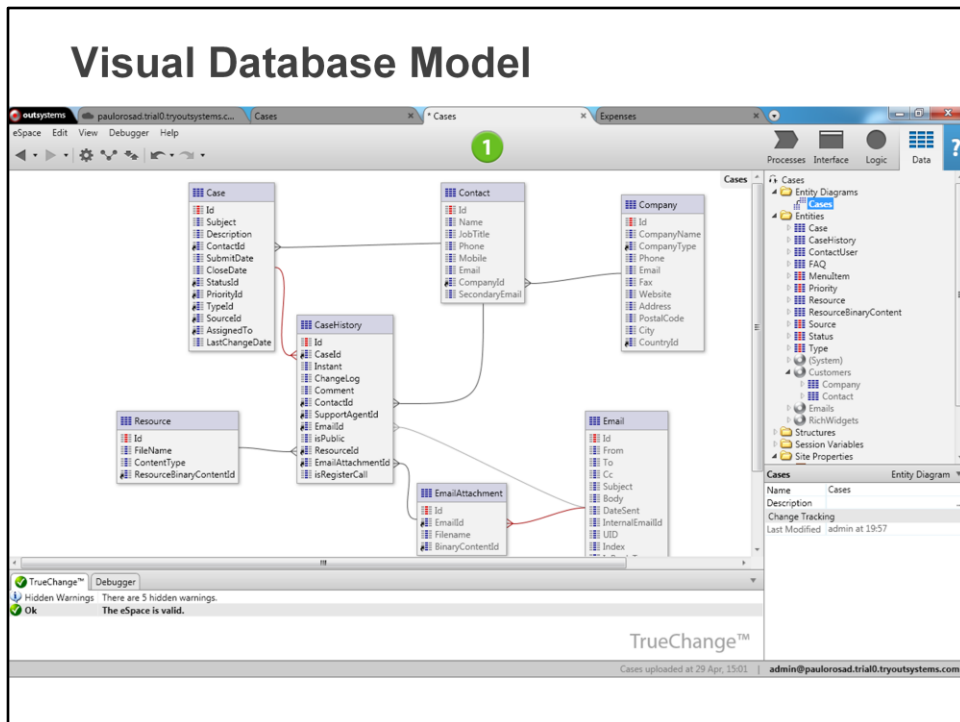 Visual Database Model
outsystems
paulorosad.trial0.tryoutsystems.c...
Cases
* Cases
Expenses
eSpace Edit View Debugger Help
1
Processes Interface Logic Data ?
Cases
Case
Id
Subject
Description
ContactId
SubmitDate
CloseDate
StatusId
PriorityId
TypeId
SourceId
AssignedTo
LastChangeDate
Contact
Id
Name
JobTitle
Phone
Mobile
Email
CompanyId
SecondaryEmail
Company
Id
CompanyName
CompanyType
Phone
Email
Fax
Website
Address
PostalCode
City
CountryId
CaseHistory
Id
CaseId
Instant
ChangeLog
Comment
ContactId
SupportAgentId
EmailId
isPublic
ResourceId
EmailAttachmentId
isRegisterCall
Resource
Id
FileName
ContentType
ResourceBinaryContentId
EmailAttachment
Id
EmailId
Filename
BinaryContentId
Email
Id
From
To
Cc
Subject
Body
DateSent
InternalEmailId
UID
Index
Cases
Entity Diagrams
Cases
Entities
Case
CaseHistory
ContactUser
FAQ
MenuItem
Priority
Resource
ResourceBinaryContent
Source
Status
Type
(System)
Customers
Company
Contact
Emails
RichWidgets
Structures
Session Variables
Site Properties
Cases Entity Diagram
Name Cases
Description
Change Tracking
Last Modified admin at 19:57
TrueChange™ Debugger
Hidden Warnings There are 5 hidden warnings.
Ok The eSpace is valid.
TrueChange™
Cases uploaded at 29 Apr, 15:01 | admin@paulorosad.trial0.tryoutsystems.com